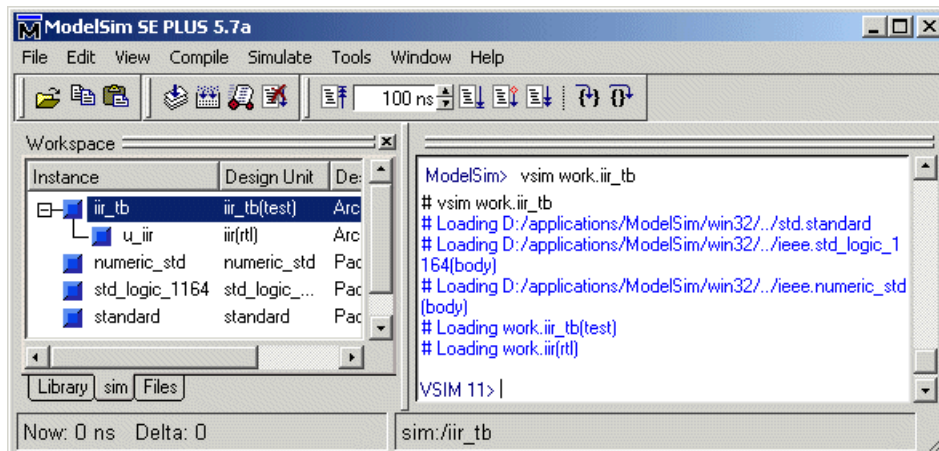 ModelSim SE PLUS 5.7a
File Edit View Compile Simulate Tools Window Help
100 ns
Workspace
Instance Design Unit De:
iir_tb iir_tb(test) Arc
u_iir iir(rtl) Arc
numeric_std numeric_std Pac
std_logic_1164 std_logic_... Pac
standard standard Pac
Library sim Files
ModelSim> vsim work.iir_tb
# vsim work.iir_tb
# Loading D:/applications/ModelSim/win32/../std.standard
# Loading D:/applications/ModelSim/win32/../ieee.std_logic_1
164(body)
# Loading D:/applications/ModelSim/win32/../ieee.numeric_std
(body)
# Loading work.iir_tb(test)
# Loading work.iir(rtl)
VSIM 11>
Now: 0 ns Delta: 0
sim:/iir_tb